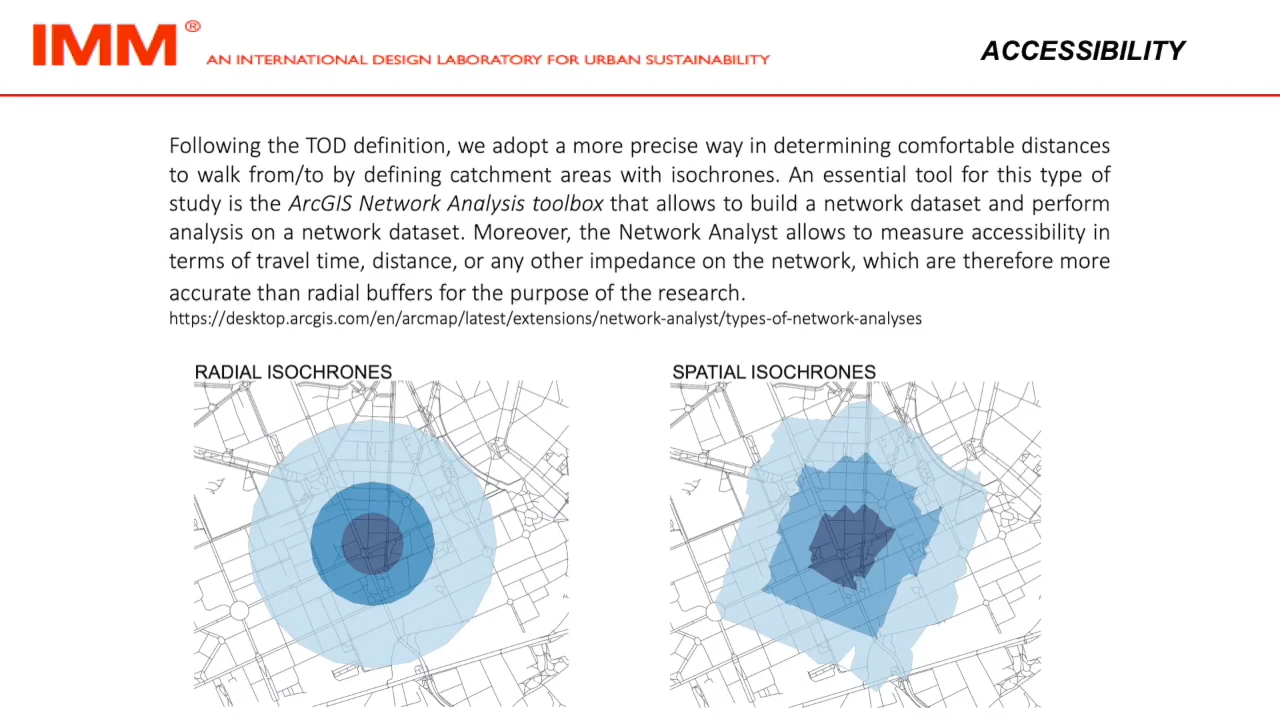 IMM®
AN INTERNATIONAL DESIGN LABORATORY FOR URBAN SUSTAINABILITY
ACCESSIBILITY
Following the TOD definition, we adopt a more precise way in determining comfortable distances
to walk from/to by defining catchment areas with isochrones. An essential tool for this type of
study is the ArcGIS Network Analysis toolbox that allows to build a network dataset and perform
analysis on a network dataset. Moreover, the Network Analyst allows to measure accessibility in
terms of travel time, distance, or any other impedance on the network, which are therefore more
accurate than radial buffers for the purpose of the research.
https://desktop.arcgis.com/en/arcmap/latest/extensions/network-analyst/types-of-network-analyses
RADIAL ISOCHRONES
SPATIAL ISOCHRONES